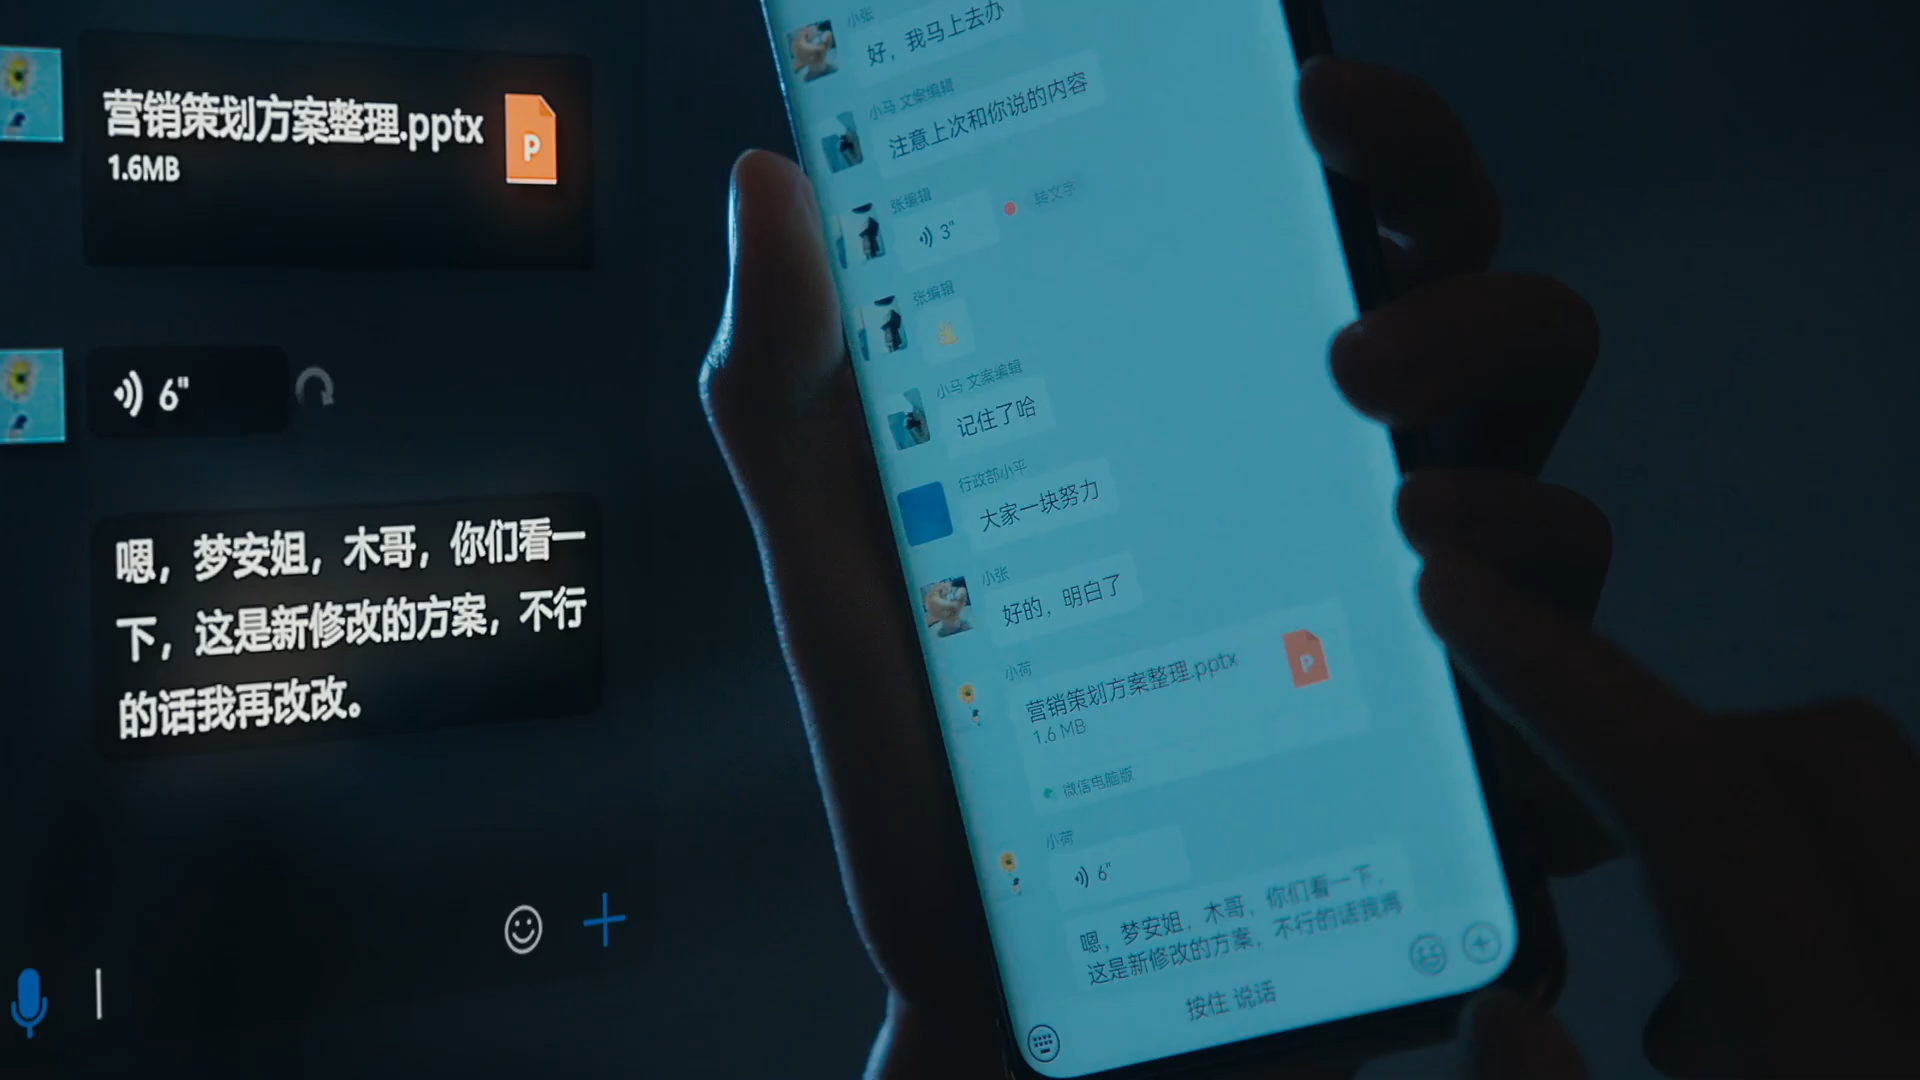 营销策划方案整理.pptx
1.6MB
P
6"
嗯，梦安姐，木哥，你们看一
下，这是新修改的方案，不行
的话我再改改。
小张
好，我马上去办
小马 文案编辑
注意上次和你说的内容
张编辑
3"
转文字
张编辑
小马 文案编辑
记住了哈
行政部小平
大家一块努力
小张
好的，明白了
小荷
营销策划方案整理.pptx
1.6 MB
P
微信电脑版
小荷
6"
嗯，梦安姐，木哥，你们看一下，
这是新修改的方案，不行的话我再
按住 说话